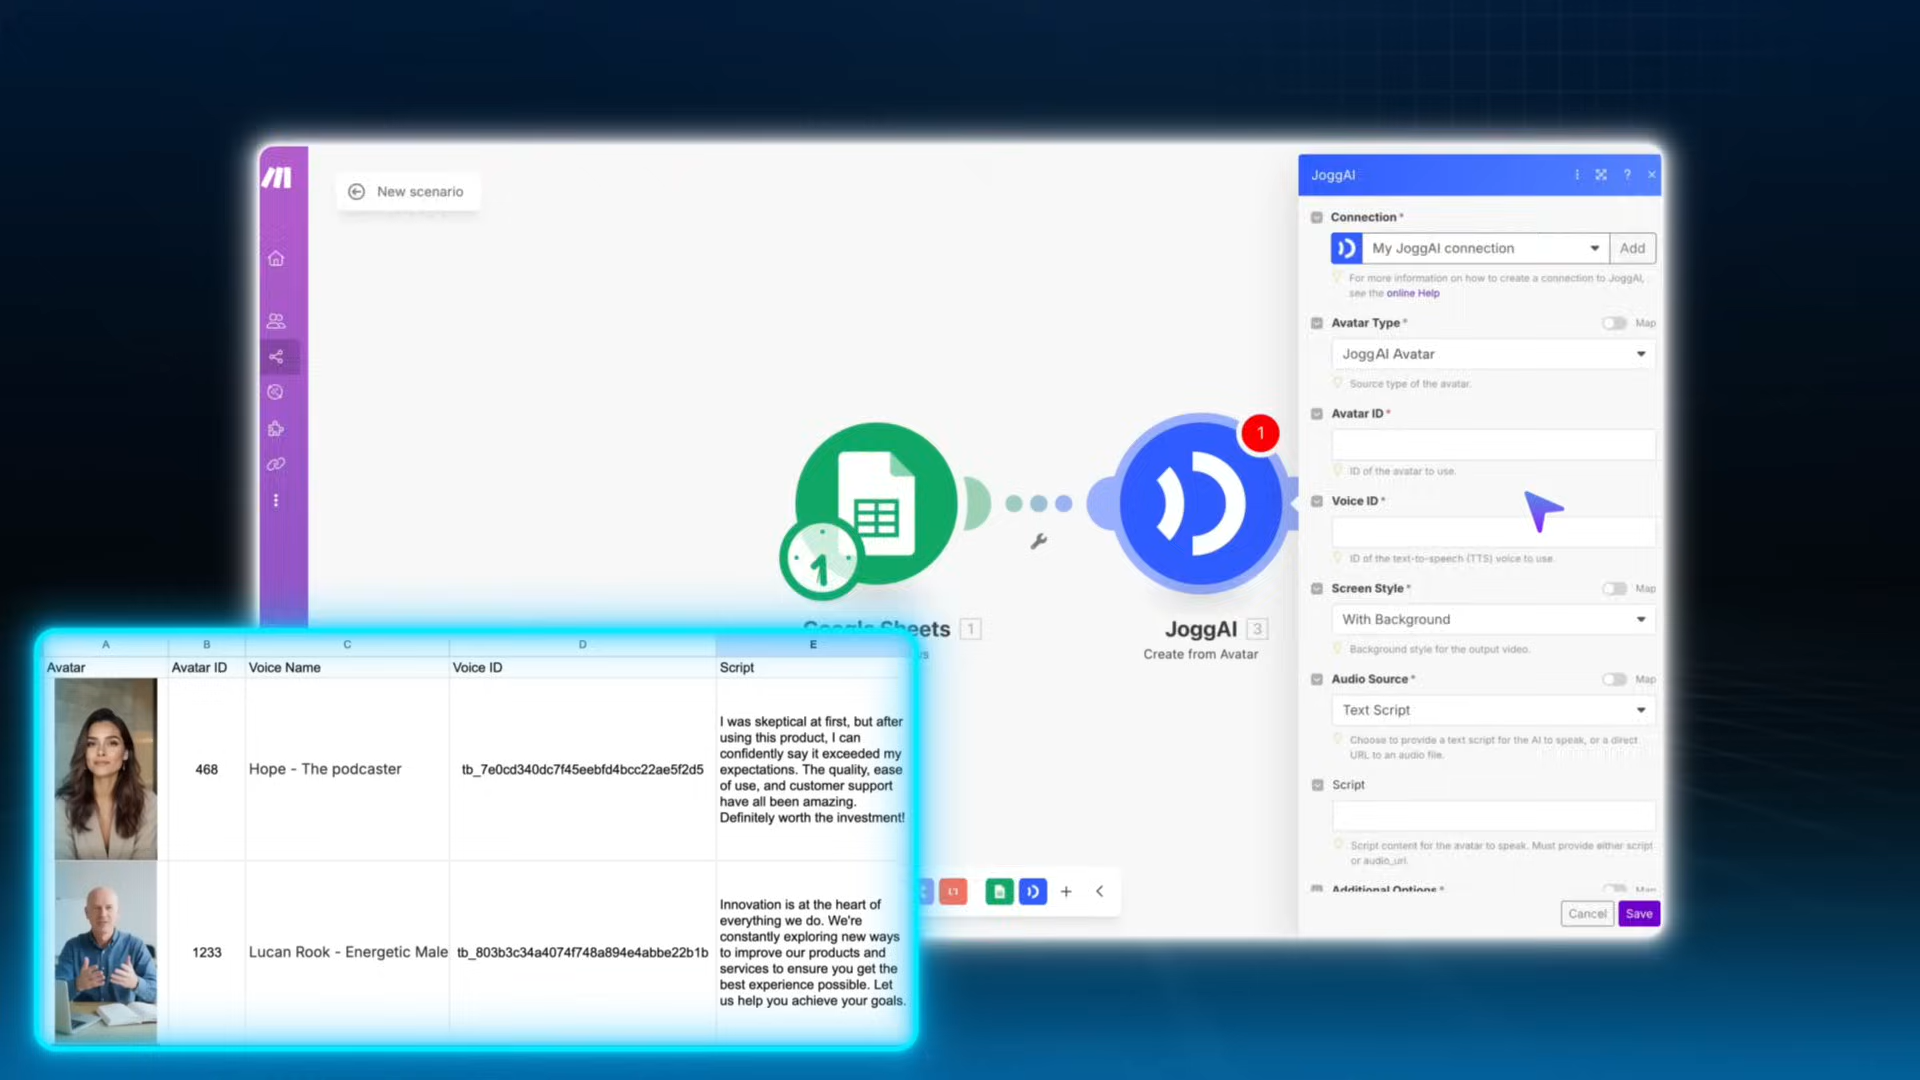 New scenario
JoggAI
?
Connection *
My JoggAI connection
Add
For more information on how to create a connection to JoggAI,
see the online Help
Avatar Type *
Map
JoggAI Avatar
Source type of the avatar.
Avatar ID *
ID of the avatar to use.
Voice ID *
ID of the text-to-speech (TTS) voice to use.
Screen Style *
Map
With Background
Background style for the output video.
Audio Source *
Map
Text Script
Choose to provide a text script for the AI to speak, or a direct
URL to an audio file.
Script
Script content for the avatar to speak. Must provide either script
or audio_url.
Additional Options *
Map
Cancel
Save
1
Google Sheets
1
JoggAI
3
Create from Avatar
A
B
C
D
E
Avatar
Avatar ID
Voice Name
Voice ID
Script
468
Hope - The podcaster
tb_7e0cd340dc7f45eebfd4bcc22ae5f2d5
I was skeptical at first, but after
using this product, I can
confidently say it exceeded my
expectations. The quality, ease
of use, and customer support
have all been amazing.
Definitely worth the investment!
1233
Lucan Rook - Energetic Male
tb_803b3c34a4074f748a894e4abbe22b1b
Innovation is at the heart of
everything we do. We're
constantly exploring new ways
to improve our products and
services to ensure you get the
best experience possible. Let
us help you achieve your goals.